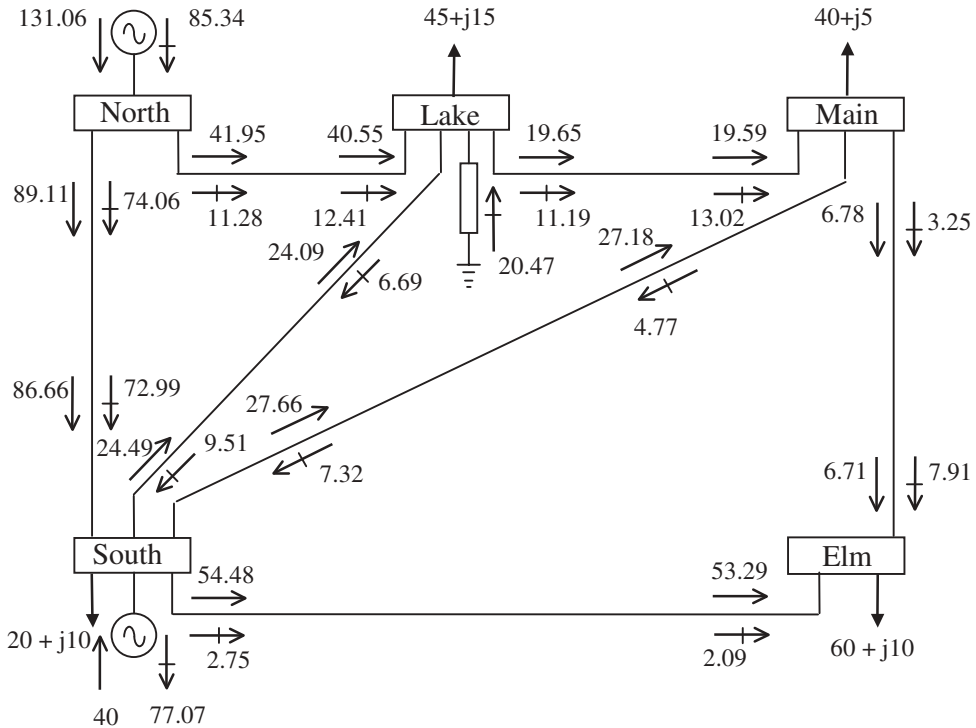 131.06 85.34 45+j15 40+j5
North Lake Main
41.95 40.55 19.65 19.59
89.11 74.06 11.28 12.41 11.19 13.02 6.78 3.25
24.09 6.69 20.47 27.18
4.77
86.66 72.99 27.66
24.49 9.51 7.32 6.71 7.91
South Elm
54.48 53.29
20 + j10 2.75 2.09 60 + j10
40 77.07